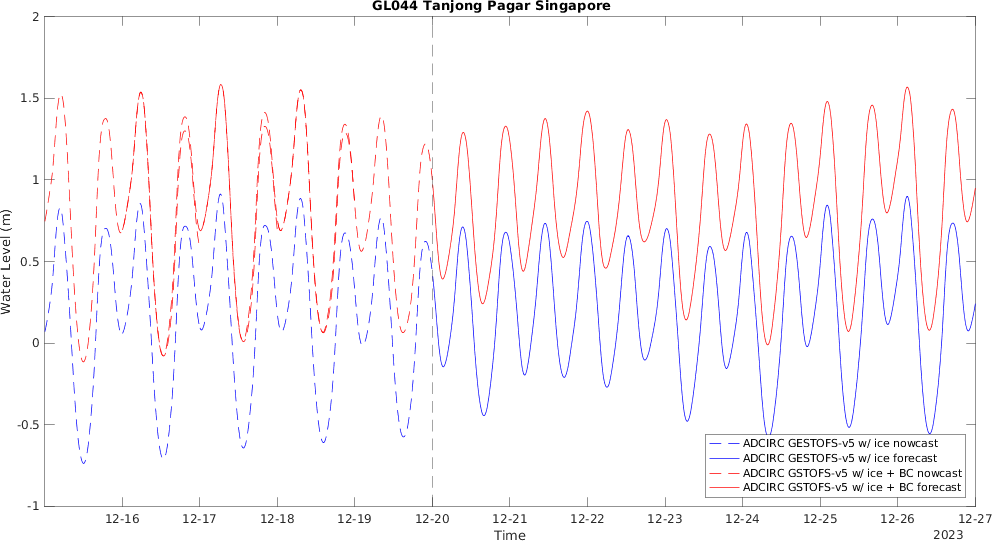 GL044 Tanjong Pagar Singapore
2
1.5
1
0.5
0
-0.5
-1
Water Level (m)
ADCIRC GESTOFS-v5 w/ ice nowcast
ADCIRC GESTOFS-v5 w/ ice forecast
ADCIRC GSTOFS-v5 w/ ice + BC nowcast
ADCIRC GSTOFS-v5 w/ ice + BC forecast
12-16 12-17 12-18 12-19 12-20 12-21 12-22 12-23 12-24 12-25 12-26 12-27
Time
2023